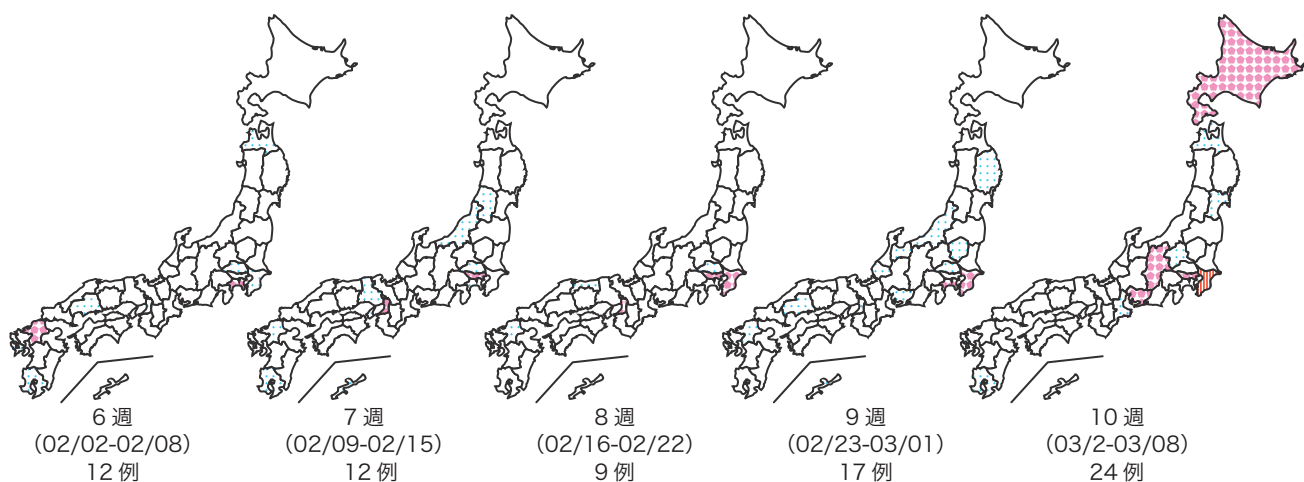 6 週
(02/02-02/08)
12 例
7 週
(02/09-02/15)
12 例
8 週
(02/16-02/22)
9 例
9 週
(02/23-03/01)
17 例
10 週
(03/2-03/08)
24 例